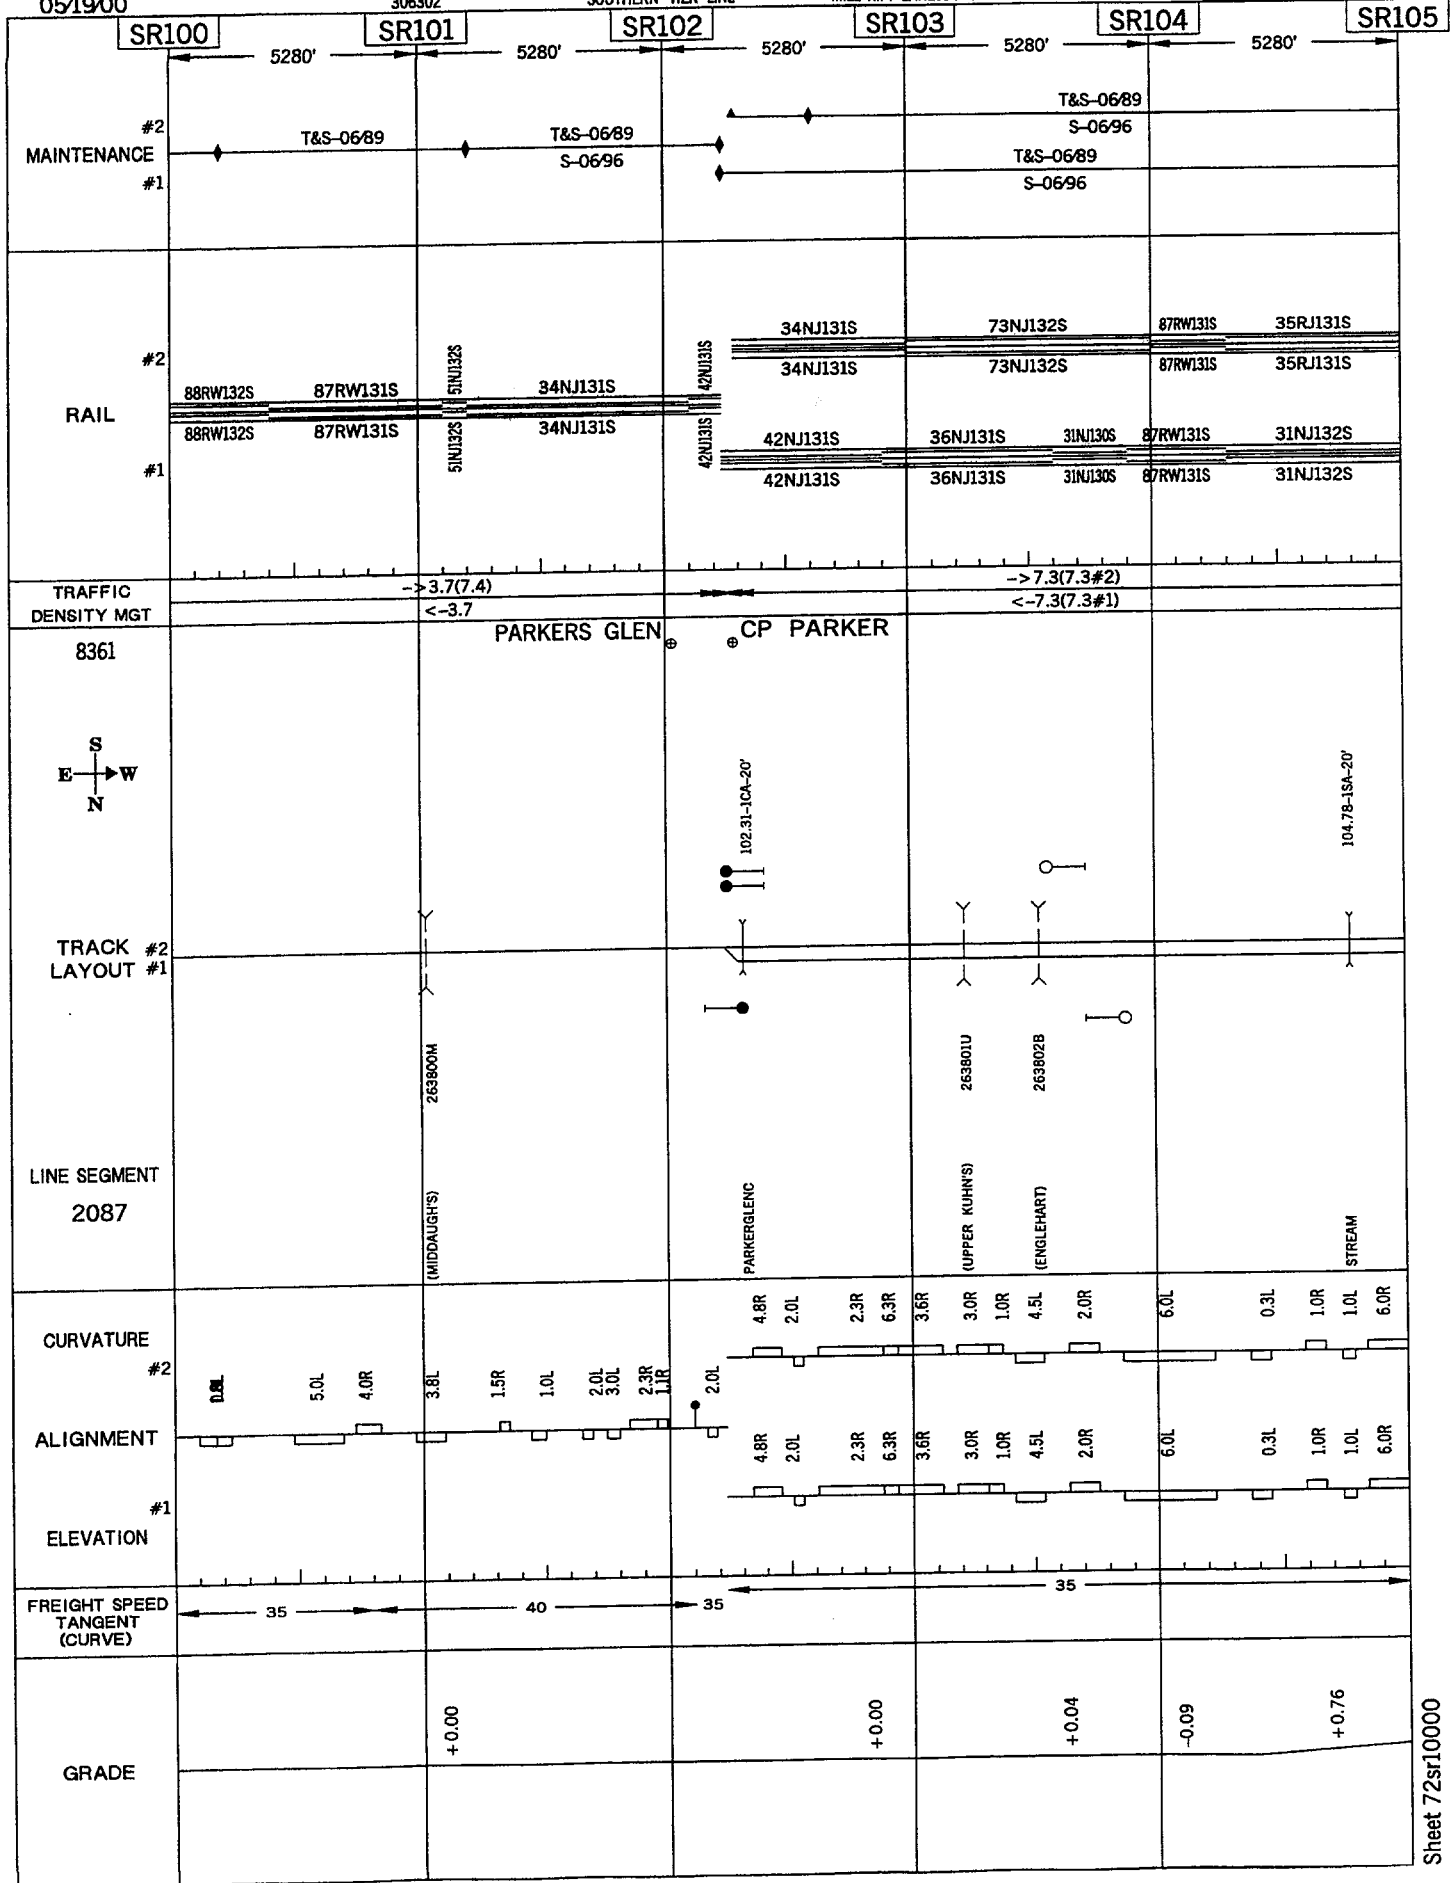 05/19/00
306302
SOUTHERN TIER LINE
SR100 SR101 SR102 SR103 SR104 SR105
5280' 5280' 5280' 5280' 5280'
MAINTENANCE
#2
#1
T&S-06/89
T&S-06/89
S-06/96
T&S-06/89
S-06/96
T&S-06/89
S-06/96
RAIL
#2
#1
88RW132S 87RW131S 51NJ132S 34NJ131S 42NJ131S
88RW132S 87RW131S 51NJ132S 34NJ131S 42NJ131S
34NJ131S 73NJ132S 87RW131S 35RJ131S
34NJ131S 73NJ132S 87RW131S 35RJ131S
42NJ131S 36NJ131S 31NJ130S 87RW131S 31NJ132S
42NJ131S 36NJ131S 31NJ130S 87RW131S 31NJ132S
TRAFFIC
DENSITY MGT
->3.7(7.4) ->7.3(7.3#2)
<-3.7 <-7.3(7.3#1)
8361
PARKERS GLEN CP PARKER
S
E W
N
102.31-1CA-20'
104.78-1SA-20'
TRACK #2
LAYOUT #1
263800M
263801U
263802B
LINE SEGMENT
2087
(MIDDAUGH'S)
PARKERGLENC
(UPPER KUHN'S)
(ENGLEHART)
STREAM
CURVATURE
#2
ALIGNMENT
#1
ELEVATION
4.8R 2.0L 2.3R 6.3R 3.6R 3.0R 1.0R 4.5L 2.0R 6.0L 0.3L 1.0R 1.0L 6.0R
5.0L 4.0R 3.8L 1.5R 1.0L 2.0L 3.0L 2.3R 1.1R 2.0L
4.8R 2.0L 2.3R 6.3R 3.6R 3.0R 1.0R 4.5L 2.0R 6.0L 0.3L 1.0R 1.0L 6.0R
FREIGHT SPEED
TANGENT
(CURVE)
35 40 35 35
GRADE
+0.00 +0.00 +0.04 -0.09 +0.76
Sheet 72sr10000